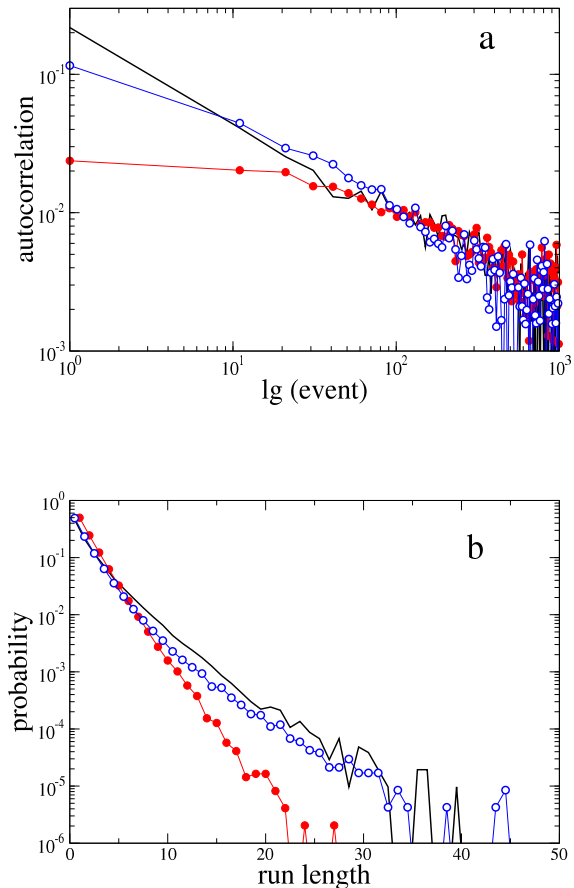 a
autocorrelation
10^-1
10^-2
10^-3
10^0 10^1 10^2 10^3
lg (event)
b
probability
10^0
10^-1
10^-2
10^-3
10^-4
10^-5
10^-6
0 10 20 30 40 50
run length